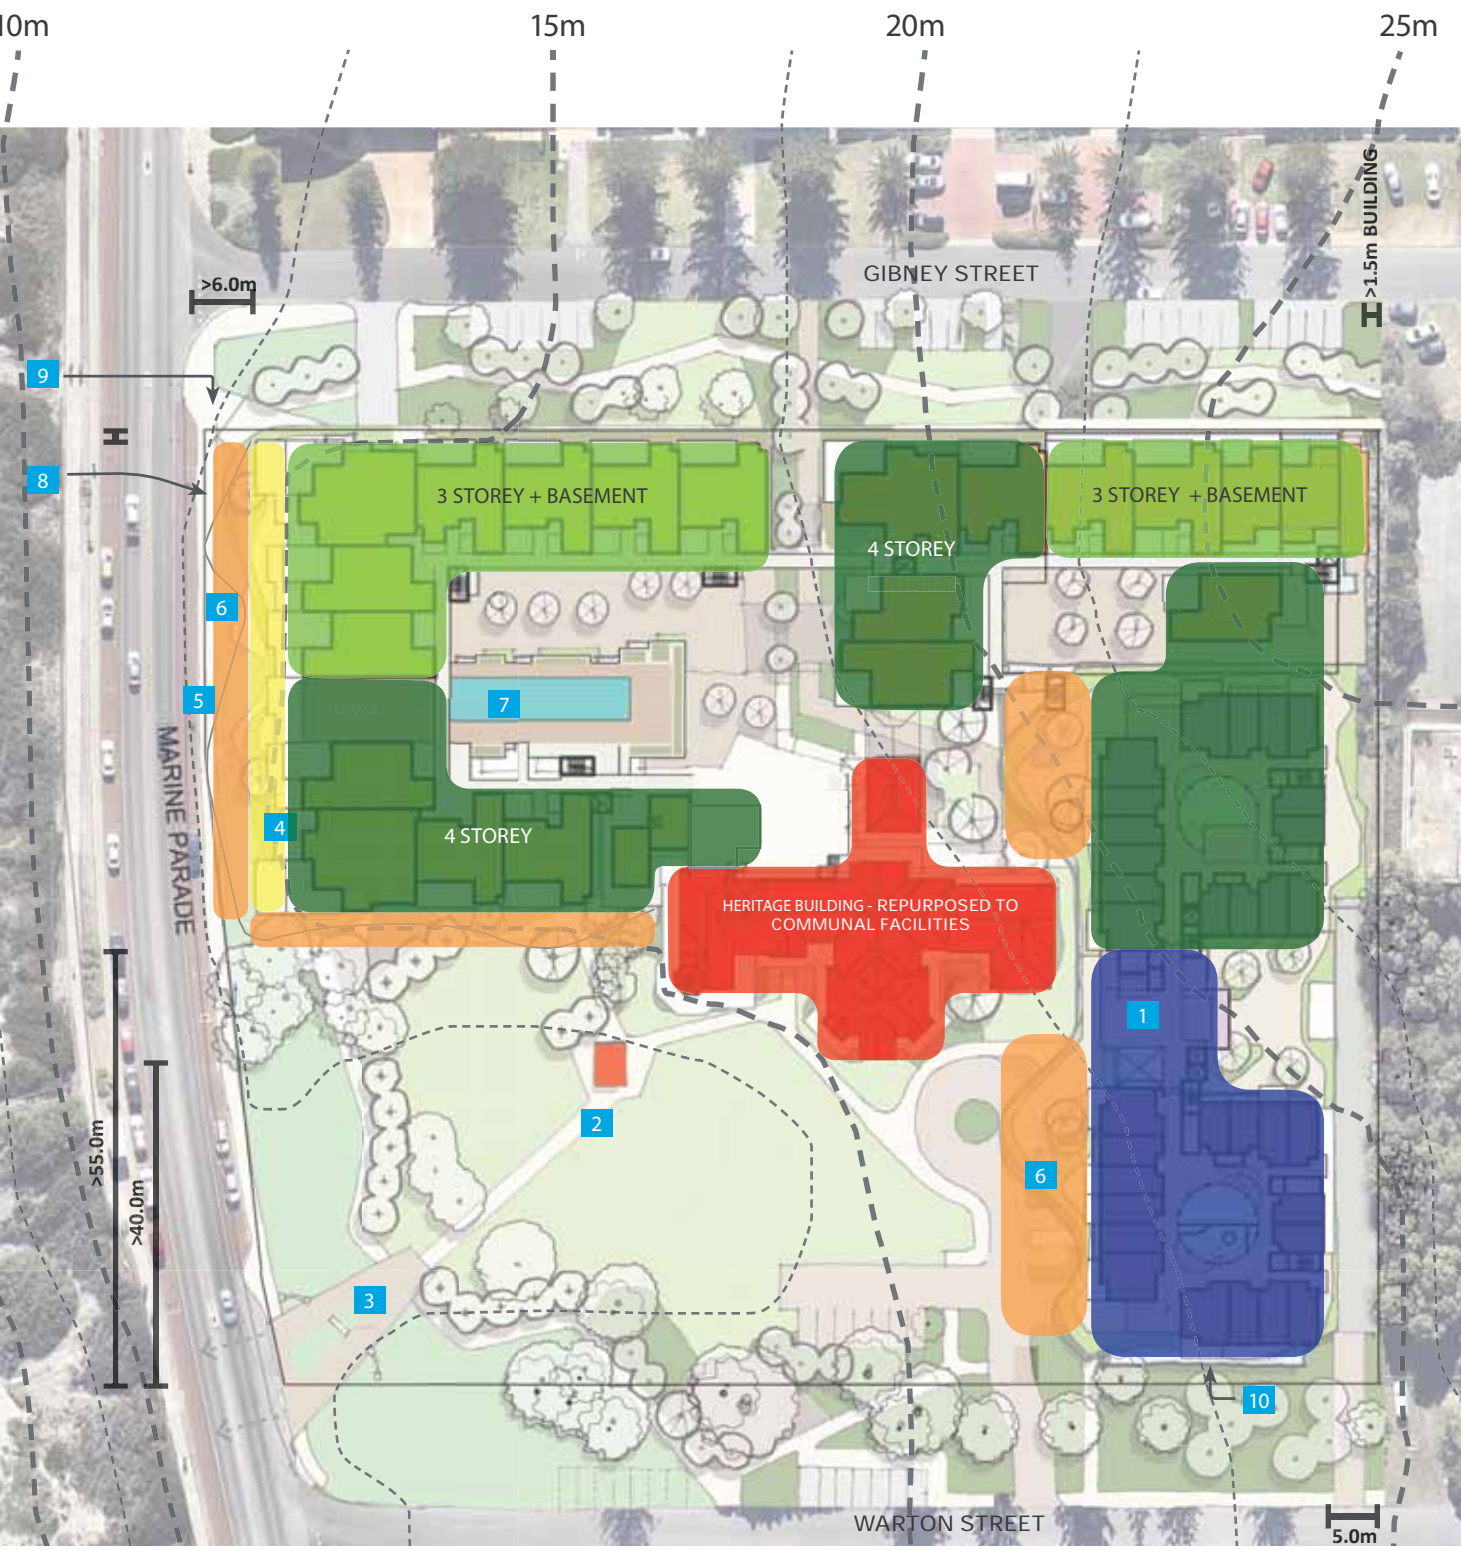 10m
15m
20m
25m
>1.5m BUILDING
GIBNEY STREET
>6.0m
9
8
3 STOREY + BASEMENT
3 STOREY + BASEMENT
4 STOREY
6
5
7
MARINE PARADE
4
4 STOREY
HERITAGE BUILDING - REPURPOSED TO
COMMUNAL FACILITIES
1
2
>55.0m
>40.0m
6
3
10
WARTON STREET
5.0m